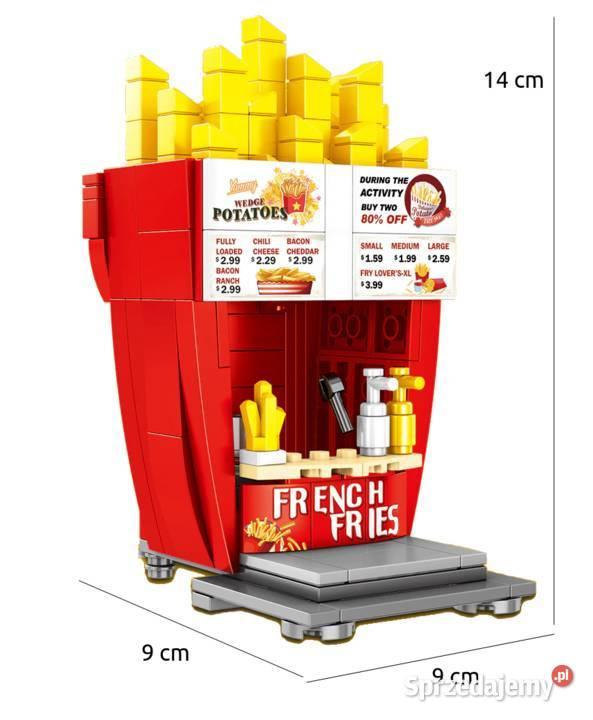 14 cm
Yummy
WEDGE
POTATOES
DURING THE
ACTIVITY
BUY TWO
80% OFF
FULLY
LOADED
$2.99
BACON
RANCH
$2.99
CHILI
CHEESE
$2.29
BACON
CHEDDAR
$2.99
SMALL
$1.59
MEDIUM
$1.99
LARGE
$2.59
FRY LOVER'S-XL
$3.99
FRENCH
FRIES
9 cm
9 cm
Sprzedajemy.pl